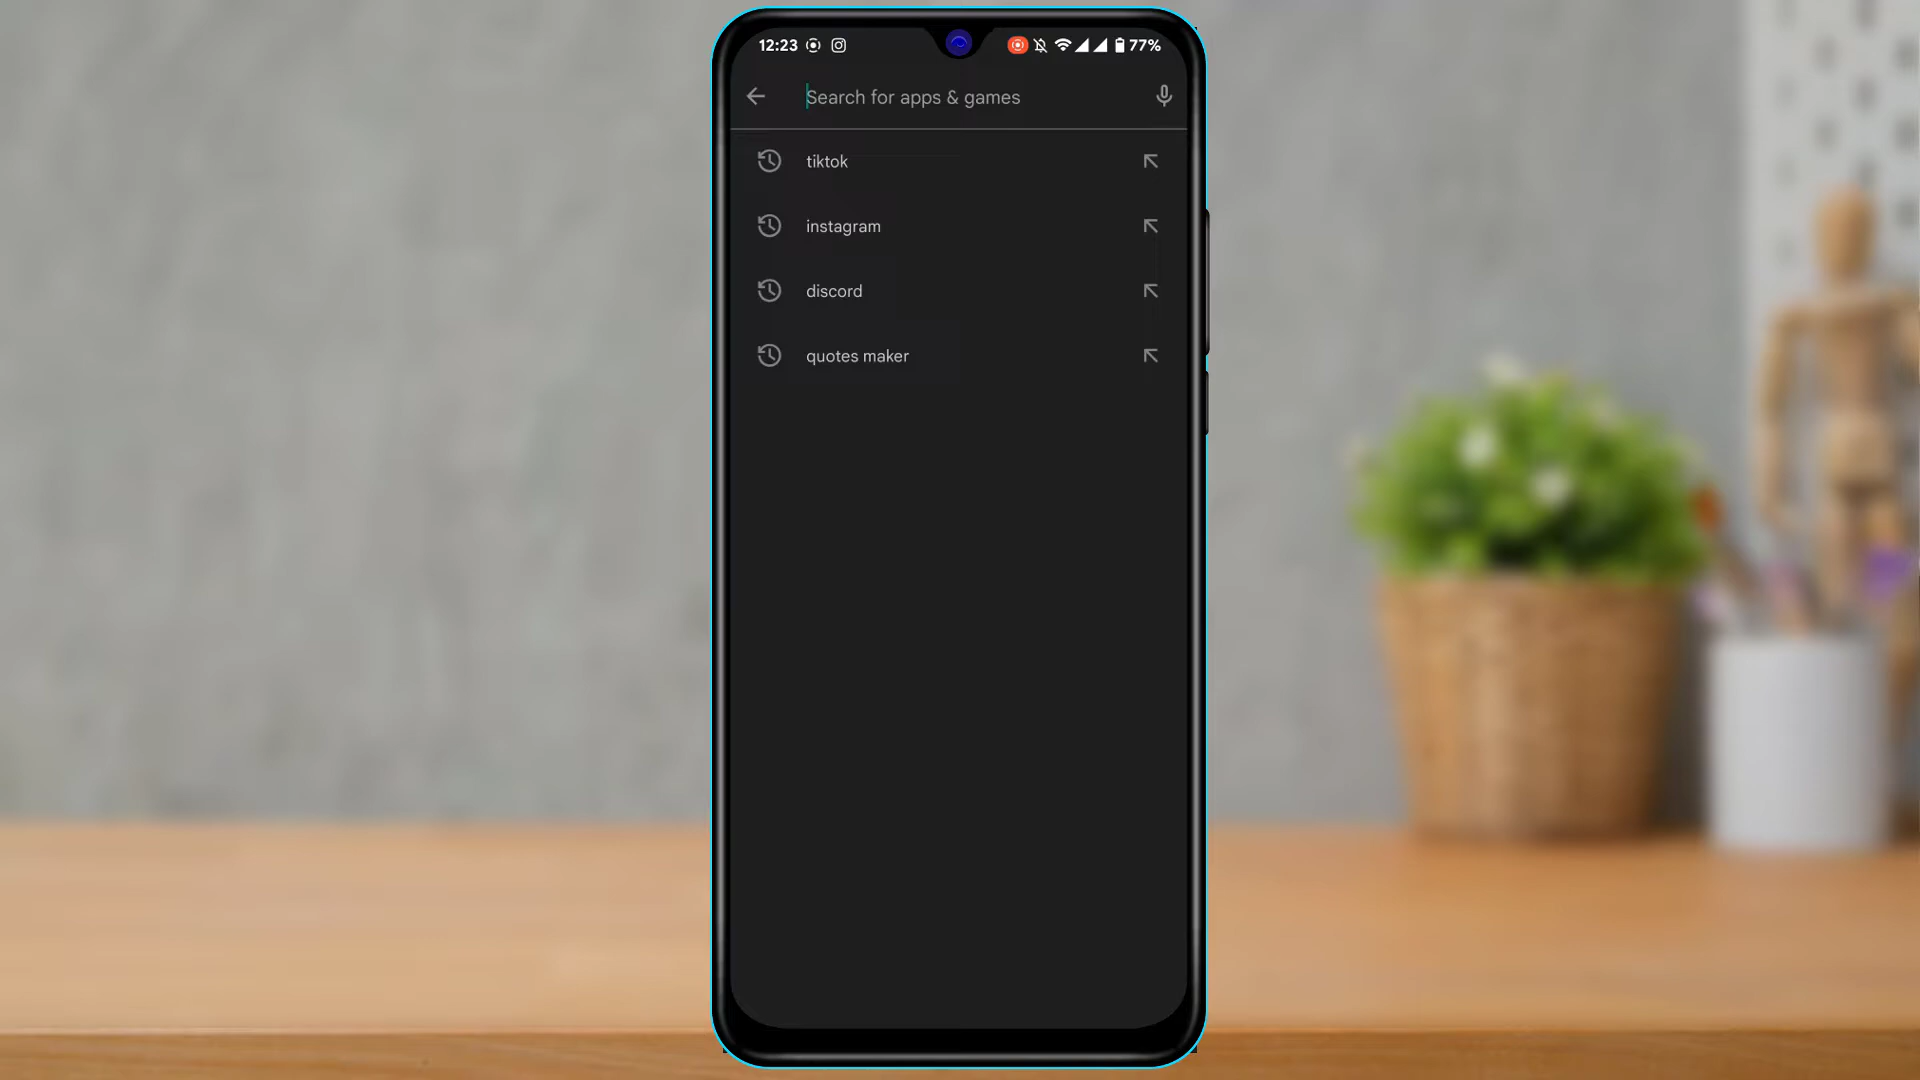 12:23 77%
Search for apps & games
tiktok
instagram
discord
quotes maker